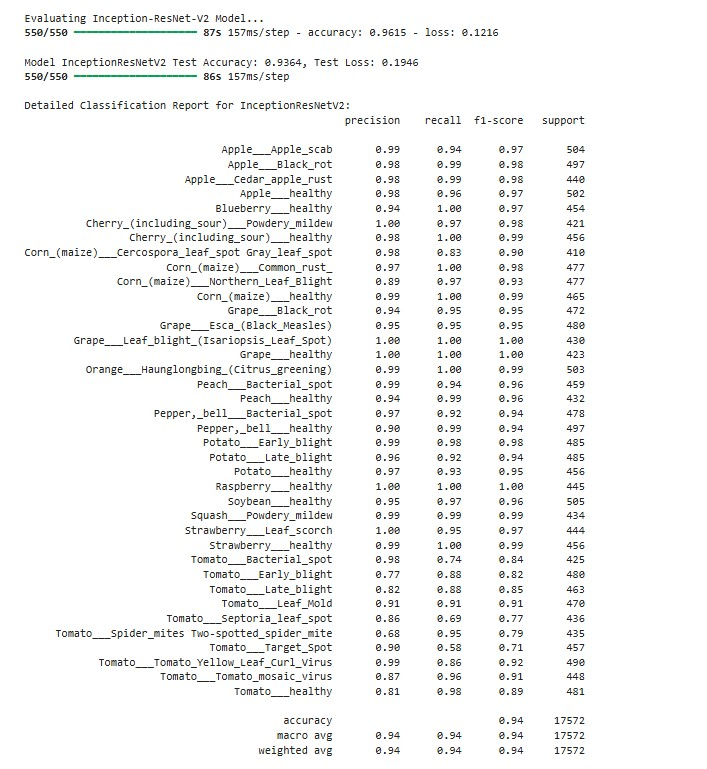 Evaluating Inception-ResNet-V2 Model...
550/550 ━━━━━━━━━━━━━━━━━━━━ 87s 157ms/step - accuracy: 0.9615 - loss: 0.1216
Model InceptionResNetV2 Test Accuracy: 0.9364, Test Loss: 0.1946
550/550 ━━━━━━━━━━━━━━━━━━━━ 86s 157ms/step
Detailed Classification Report for InceptionResNetV2:
precision recall f1-score support
Apple___Apple_scab 0.99 0.94 0.97 504
Apple___Black_rot 0.98 0.99 0.98 497
Apple___Cedar_apple_rust 0.98 0.99 0.98 440
Apple___healthy 0.98 0.96 0.97 502
Blueberry___healthy 0.94 1.00 0.97 454
Cherry_(including_sour)___Powdery_mildew 1.00 0.97 0.98 421
Cherry_(including_sour)___healthy 0.98 1.00 0.99 456
Corn_(maize)___Cercospora_leaf_spot Gray_leaf_spot 0.98 0.83 0.90 410
Corn_(maize)___Common_rust_ 0.97 1.00 0.98 477
Corn_(maize)___Northern_Leaf_Blight 0.89 0.97 0.93 477
Corn_(maize)___healthy 0.99 1.00 0.99 465
Grape___Black_rot 0.94 0.95 0.95 472
Grape___Esca_(Black_Measles) 0.95 0.95 0.95 480
Grape___Leaf_blight_(Isariopsis_Leaf_Spot) 1.00 1.00 1.00 430
Grape___healthy 1.00 1.00 1.00 423
Orange___Haunglongbing_(Citrus_greening) 0.99 1.00 0.99 503
Peach___Bacterial_spot 0.99 0.94 0.96 459
Peach___healthy 0.94 0.99 0.96 432
Pepper,_bell___Bacterial_spot 0.97 0.92 0.94 478
Pepper,_bell___healthy 0.90 0.99 0.94 497
Potato___Early_blight 0.99 0.98 0.98 485
Potato___Late_blight 0.96 0.92 0.94 485
Potato___healthy 0.97 0.93 0.95 456
Raspberry___healthy 1.00 1.00 1.00 445
Soybean___healthy 0.95 0.97 0.96 505
Squash___Powdery_mildew 0.99 0.99 0.99 434
Strawberry___Leaf_scorch 1.00 0.95 0.97 444
Strawberry___healthy 0.99 1.00 0.99 456
Tomato___Bacterial_spot 0.98 0.74 0.84 425
Tomato___Early_blight 0.77 0.88 0.82 480
Tomato___Late_blight 0.82 0.88 0.85 463
Tomato___Leaf_Mold 0.91 0.91 0.91 470
Tomato___Septoria_leaf_spot 0.86 0.69 0.77 436
Tomato___Spider_mites Two-spotted_spider_mite 0.68 0.95 0.79 435
Tomato___Target_Spot 0.90 0.58 0.71 457
Tomato___Tomato_Yellow_Leaf_Curl_Virus 0.99 0.86 0.92 490
Tomato___Tomato_mosaic_virus 0.87 0.96 0.91 448
Tomato___healthy 0.81 0.98 0.89 481
accuracy 0.94 17572
macro avg 0.94 0.94 0.94 17572
weighted avg 0.94 0.94 0.94 17572